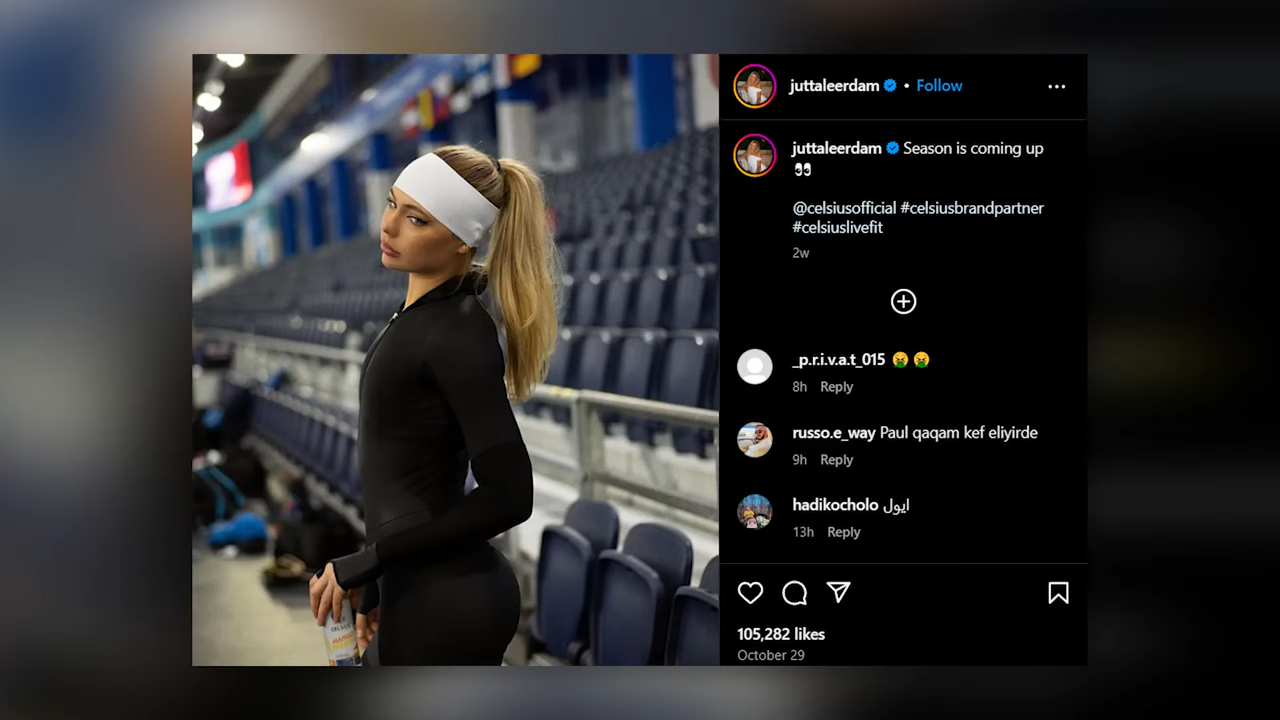 juttaleerdam • Follow
juttaleerdam Season is coming up
👀
@celsiusofficial #celsiusbrandpartner
#celsiuslivefit
2w
_p.r.i.v.a.t_015 🤮 🤮
8h Reply
russo.e_way Paul qaqam kef eliyirde
9h Reply
hadikocholo ايول
13h Reply
105,282 likes
October 29